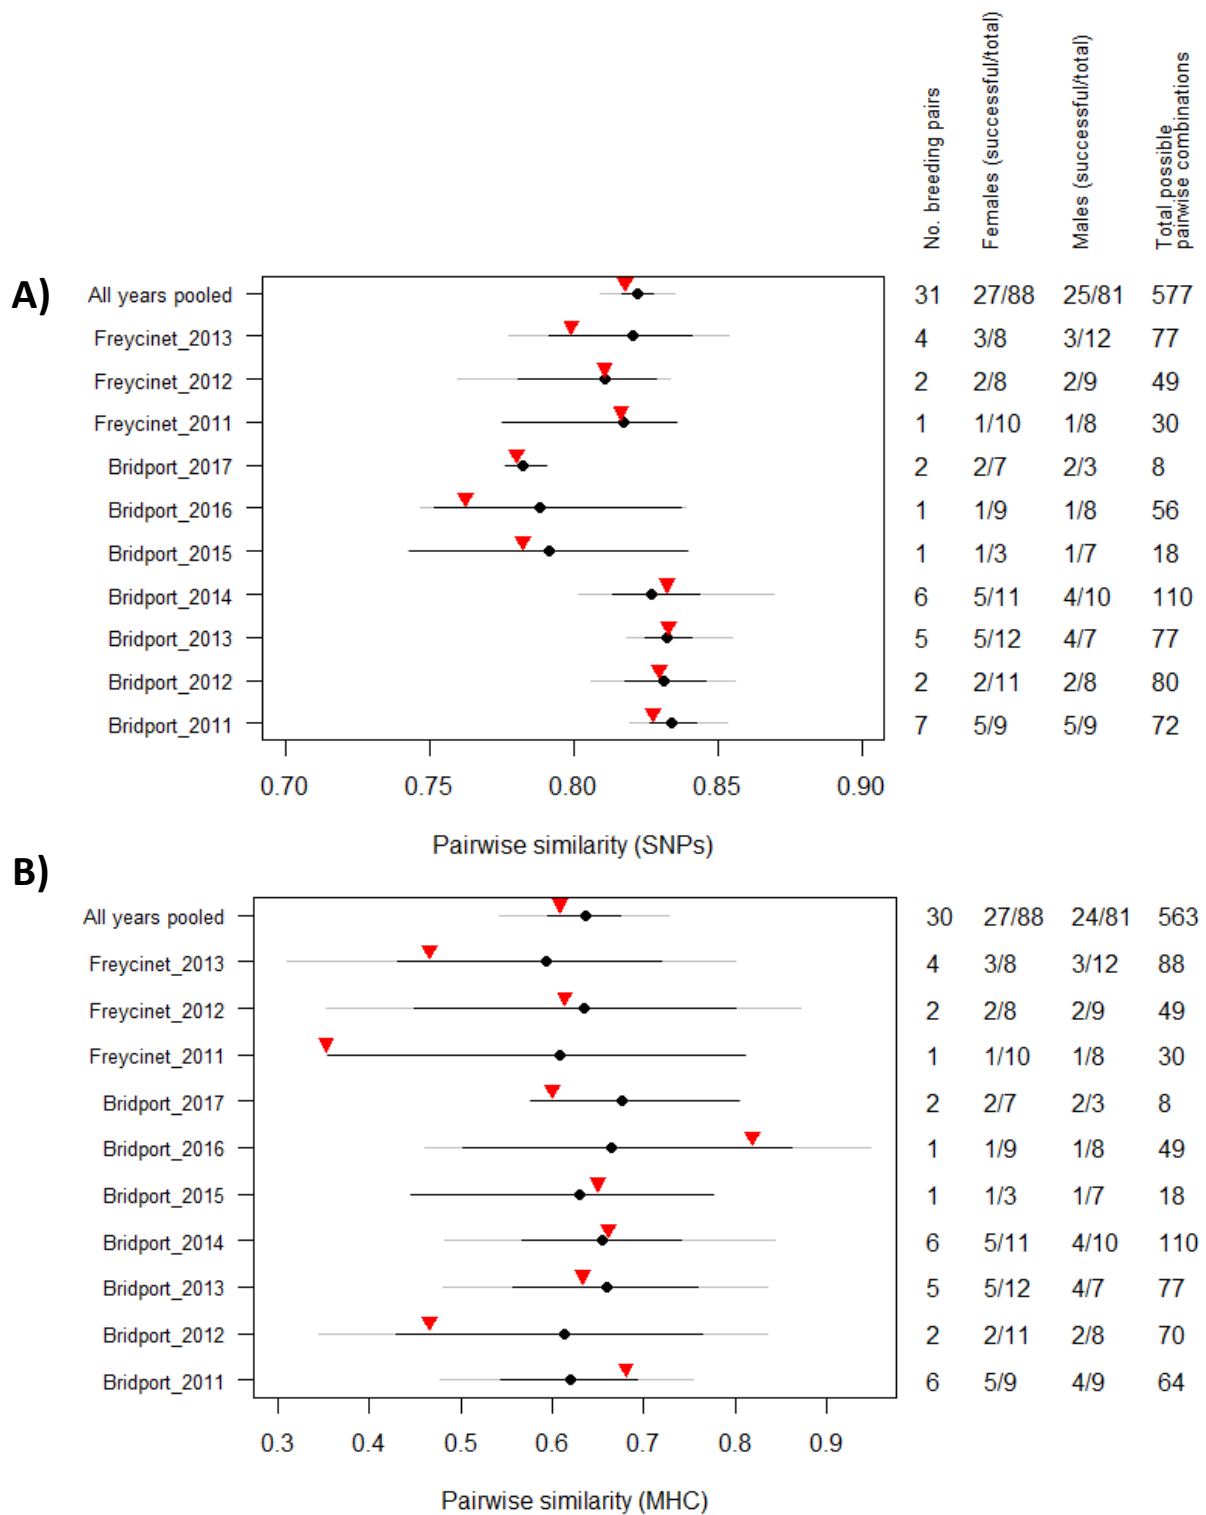 No. breeding pairs
Females (successful/total)
Males (successful/total)
Total possible
pairwise combinations
A)
All years pooled 31 27/88 25/81 577
Freycinet_2013 4 3/8 3/12 77
Freycinet_2012 2 2/8 2/9 49
Freycinet_2011 1 1/10 1/8 30
Bridport_2017 2 2/7 2/3 8
Bridport_2016 1 1/9 1/8 56
Bridport_2015 1 1/3 1/7 18
Bridport_2014 6 5/11 4/10 110
Bridport_2013 5 5/12 4/7 77
Bridport_2012 2 2/11 2/8 80
Bridport_2011 7 5/9 5/9 72
0.70 0.75 0.80 0.85 0.90
Pairwise similarity (SNPs)
B)
All years pooled 30 27/88 24/81 563
Freycinet_2013 4 3/8 3/12 88
Freycinet_2012 2 2/8 2/9 49
Freycinet_2011 1 1/10 1/8 30
Bridport_2017 2 2/7 2/3 8
Bridport_2016 1 1/9 1/8 49
Bridport_2015 1 1/3 1/7 18
Bridport_2014 6 5/11 4/10 110
Bridport_2013 5 5/12 4/7 77
Bridport_2012 2 2/11 2/8 70
Bridport_2011 6 5/9 4/9 64
0.3 0.4 0.5 0.6 0.7 0.8 0.9
Pairwise similarity (MHC)